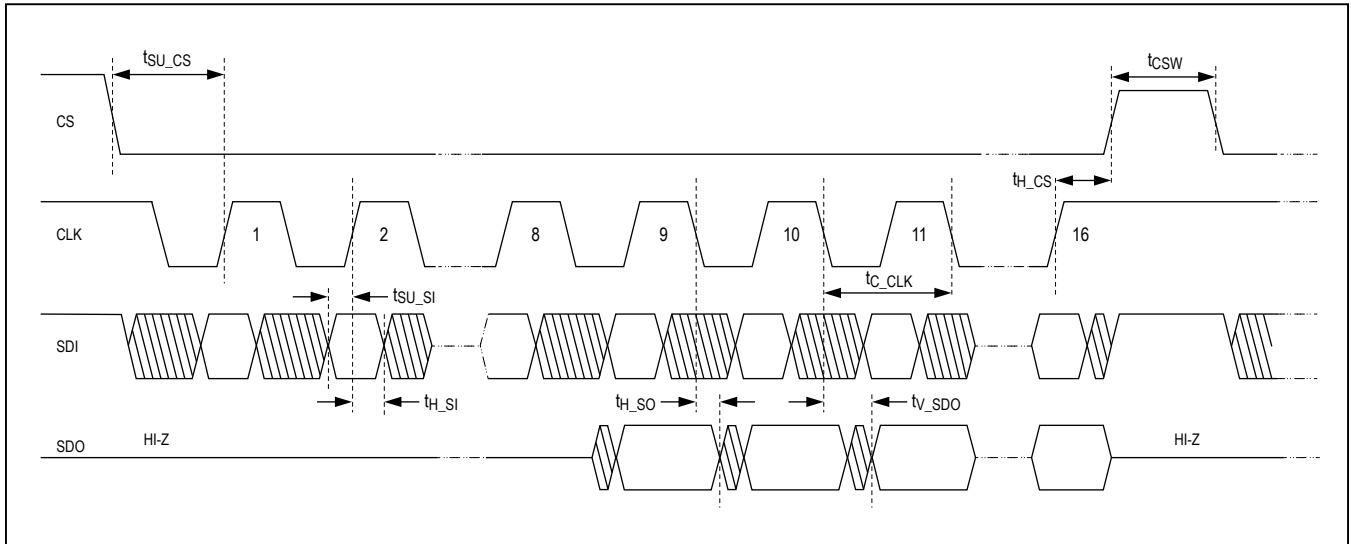 tSU_CS
tCSW
CS
tH_CS
CLK
1
2
8
9
10
11
16
tC_CLK
tSU_SI
SDI
tH_SI
tH_SO
tV_SDO
SDO
HI-Z
HI-Z